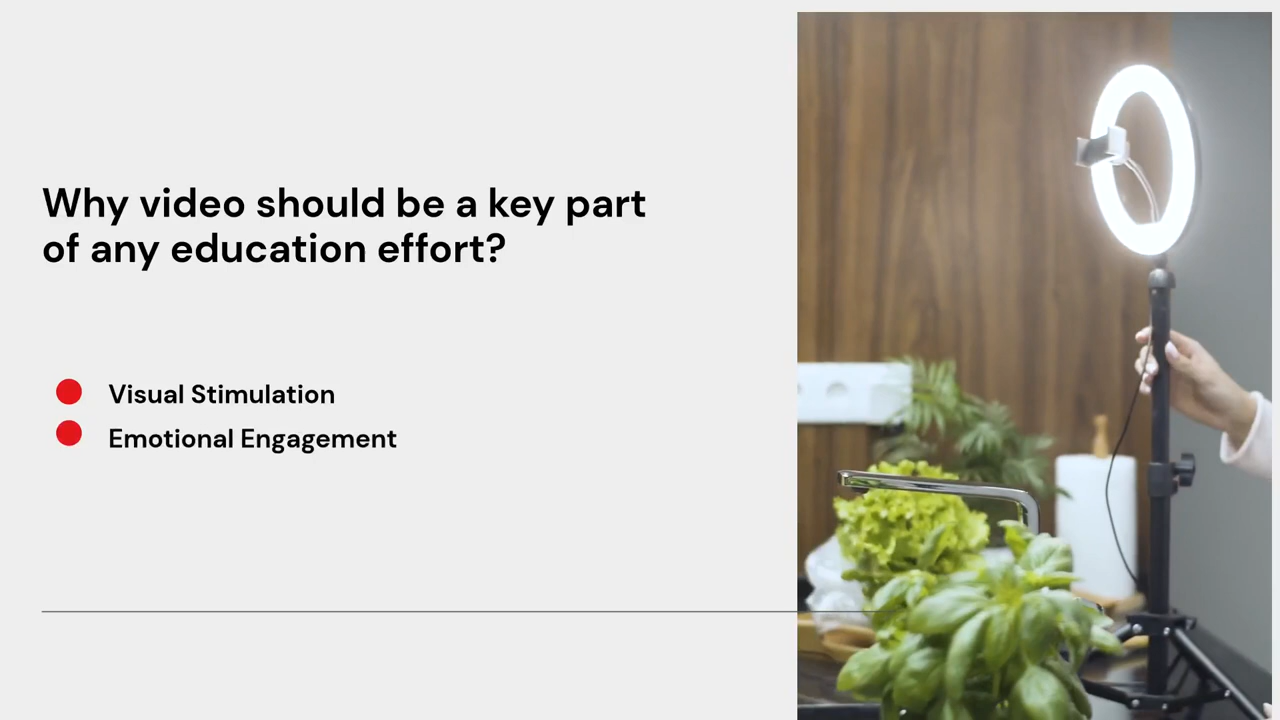 Why video should be a key part
of any education effort?
Visual Stimulation
Emotional Engagement